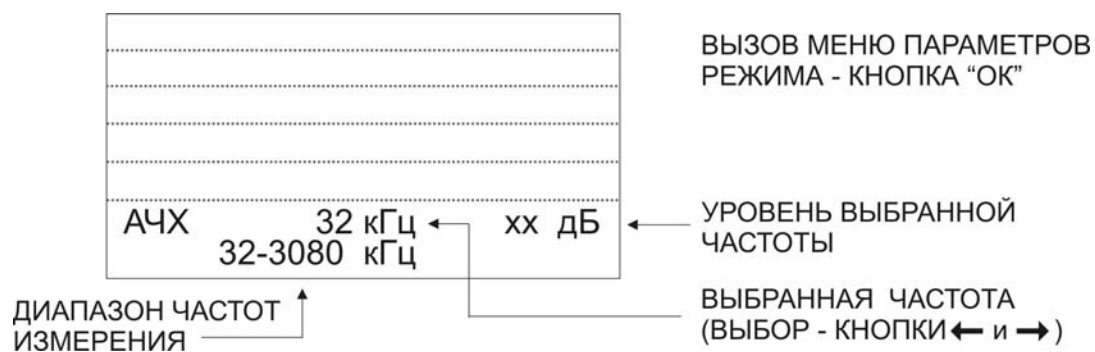 ВЫЗОВ МЕНЮ ПАРАМЕТРОВ
РЕЖИМА - КНОПКА “ОК”
АЧХ 32 кГц хх дБ
32-3080 кГц
УРОВЕНЬ ВЫБРАННОЙ
ЧАСТОТЫ
ДИАПАЗОН ЧАСТОТ
ИЗМЕРЕНИЯ
ВЫБРАННАЯ ЧАСТОТА
(ВЫБОР - КНОПКИ ← и →)